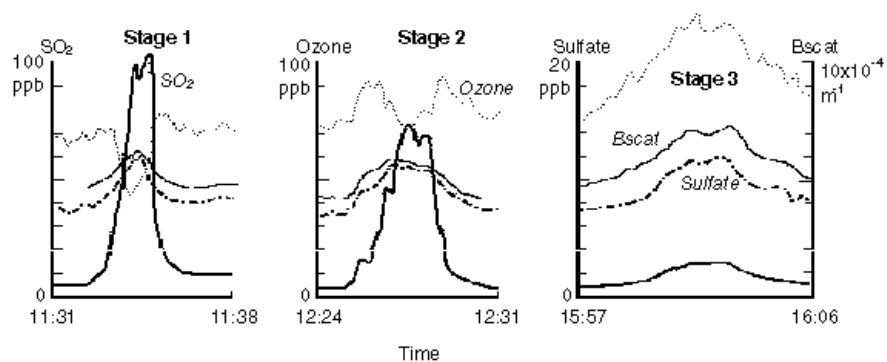 Stage 1
SO₂
100
ppb
SO₂
0
11:31
11:38
Stage 2
Ozone
100
ppb
Ozone
0
12:24
12:31
Stage 3
Sulfate
20
ppb
Bscat
10x10⁻⁴
m¹
Bscat
Sulfate
0
0
15:57
16:06
Time